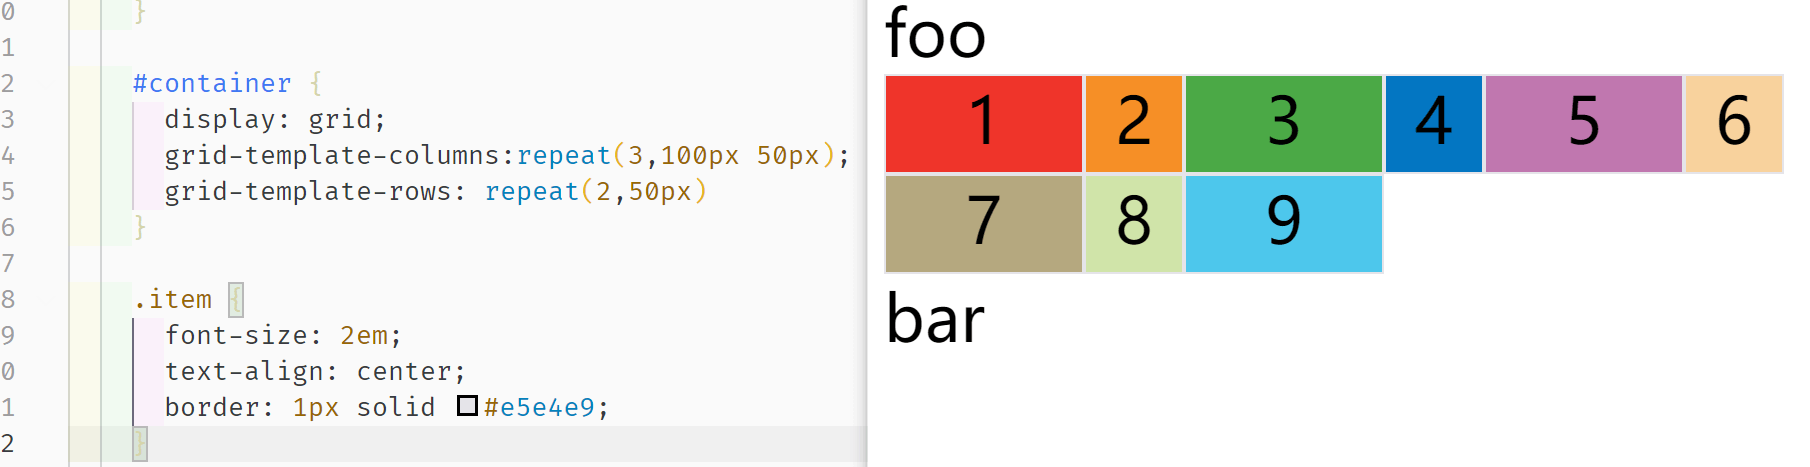 0 }
1
2 #container {
3 display: grid;
4 grid-template-columns:repeat(3,100px 50px);
5 grid-template-rows: repeat(2,50px)
6 }
7
8 .item {
9 font-size: 2em;
0 text-align: center;
1 border: 1px solid #e5e4e9;
2 }
foo
1 2 3 4 5 6
7 8 9
bar